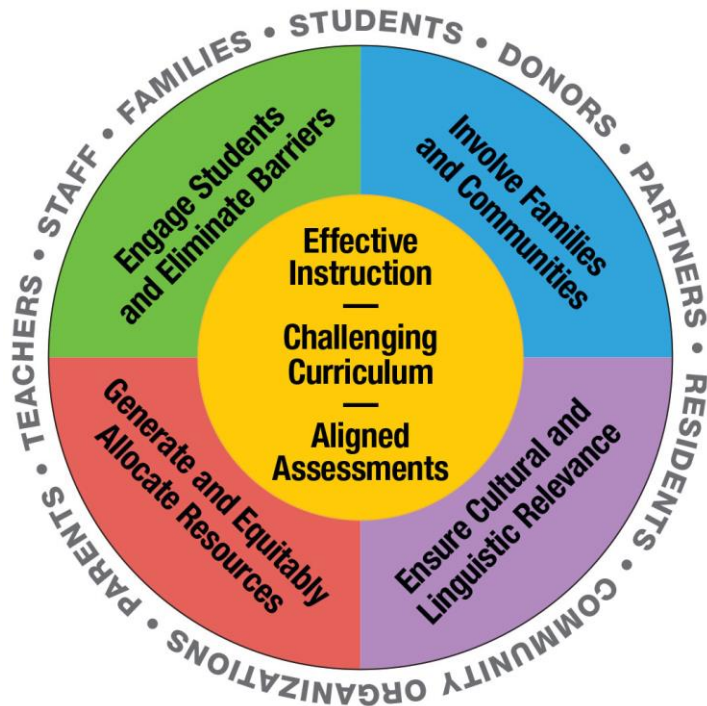 STAFF • FAMILIES • STUDENTS • DONORS • PARTNERS • RESIDENTS • COMMUNITY ORGANIZATIONS • PARENTS • TEACHERS •
Engage Students
and Eliminate Barriers
Involve Families
and Communities
Effective
Instruction
—
Challenging
Curriculum
—
Aligned
Assessments
Generate and Equitably
Allocate Resources
Ensure Cultural and
Linguistic Relevance